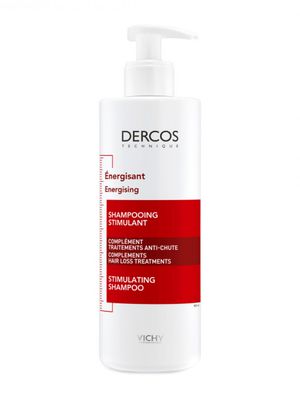 DERCOS
TECHNIQUE
Énergisant
Energising
SHAMPOOING
STIMULANT
COMPLÉMENT
TRAITEMENTS ANTI-CHUTE
COMPLEMENTS
HAIR LOSS TREATMENTS
STIMULATING
SHAMPOO
VICHY